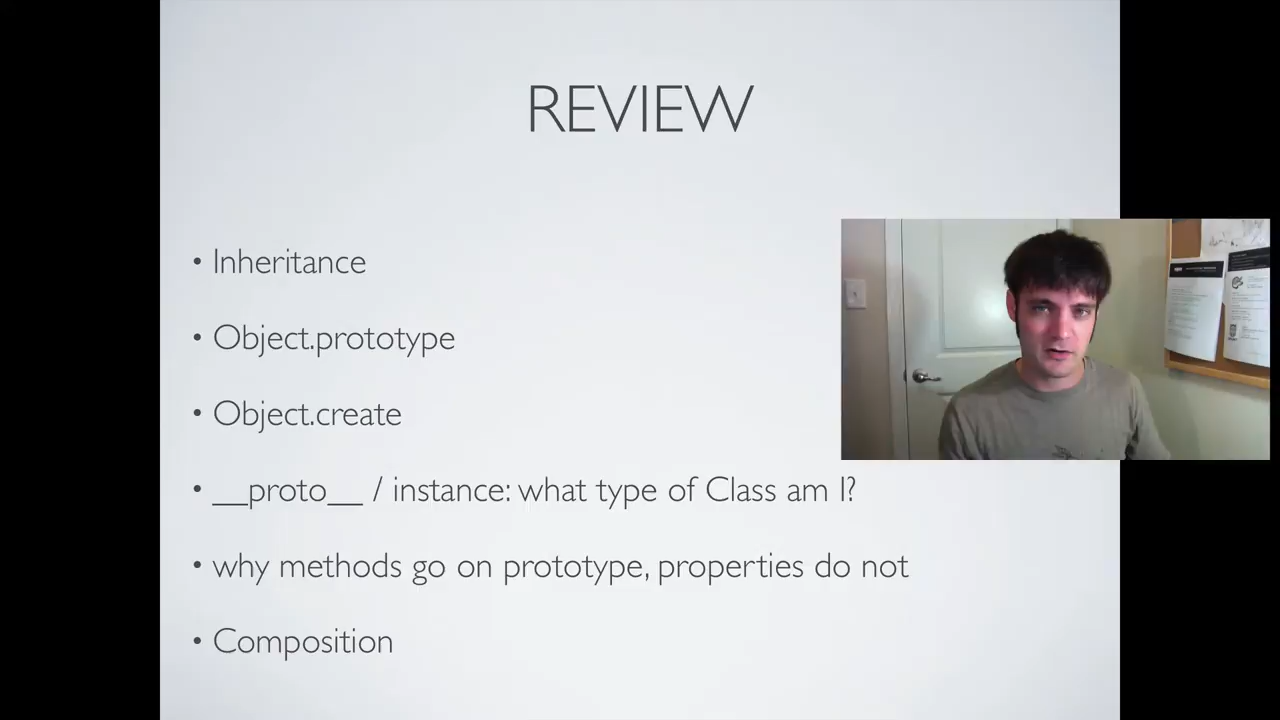 REVIEW
• Inheritance
• Object.prototype
• Object.create
• __proto__ / instance: what type of Class am I?
• why methods go on prototype, properties do not
• Composition